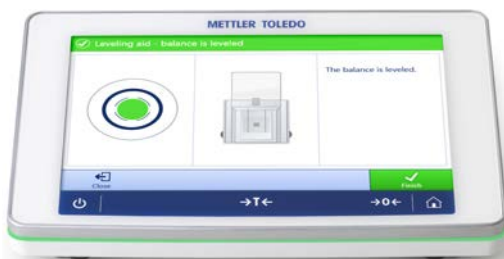 METTLER TOLEDO
Leveling aid - balance is leveled
The balance is leveled.
Close
Finish
→T←
→0←